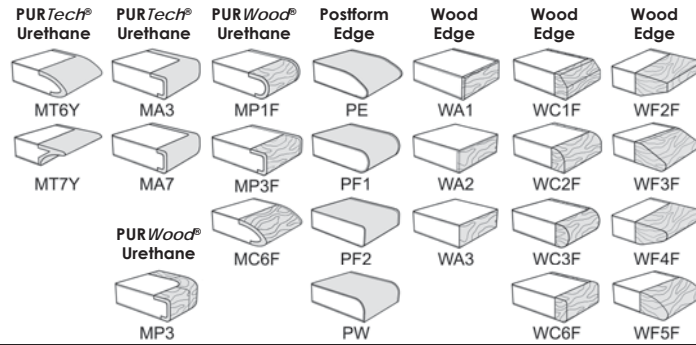 PURTech® PURTech® PURWood® Postform Wood Wood Wood
Urethane Urethane Urethane Edge Edge Edge Edge
MT6Y MA3 MP1F PE WA1 WC1F WF2F
MT7Y MA7 MP3F PF1 WA2 WC2F WF3F
PURWood®
Urethane
MC6F PF2 WA3 WC3F WF4F
MP3 PW WC6F WF5F